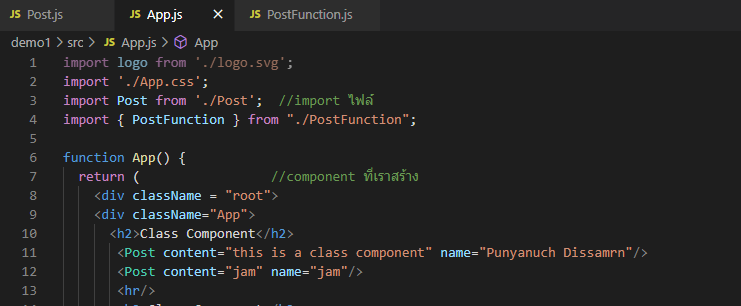 JS Post.js JS App.js × JS PostFunction.js
demo1 > src > JS App.js > App
1 import logo from './logo.svg';
2 import './App.css';
3 import Post from './Post'; //import ไฟล์
4 import { PostFunction } from "./PostFunction";
5
6 function App() {
7 return ( //component ที่เราสร้าง
8 <div className = "root">
9 <div className="App">
10 <h2>Class Component</h2>
11 <Post content="this is a class component" name="Punyanuch Dissamrn"/>
12 <Post content="jam" name="jam"/>
13 <hr/>